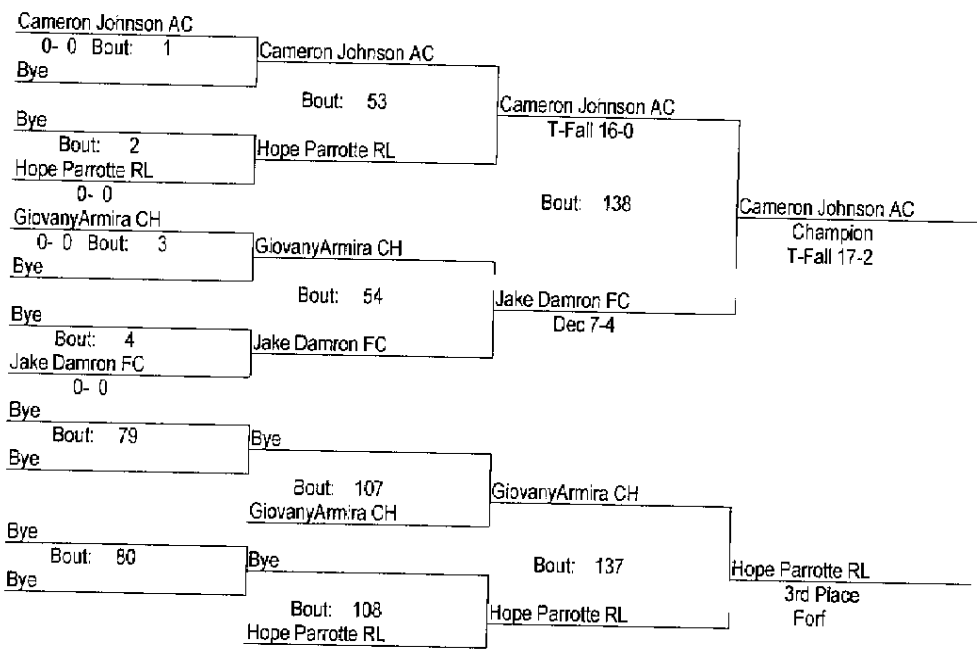 Cameron Johnson AC
0- 0 Bout: 1
Bye
Cameron Johnson AC
Bout: 53
Bye
Bout: 2
Hope Parrotte RL
0- 0
Hope Parrotte RL
Cameron Johnson AC
T-Fall 16-0
Bout: 138
GiovanyArmira CH
0- 0 Bout: 3
Bye
GiovanyArmira CH
Bout: 54
Bye
Bout: 4
Jake Damron FC
0- 0
Jake Damron FC
Jake Damron FC
Dec 7-4
Cameron Johnson AC
Champion
T-Fall 17-2
Bye
Bout: 79
Bye
Bye
Bout: 107
GiovanyArmira CH
GiovanyArmira CH
Bye
Bout: 80
Bye
Bye
Bout: 108
Hope Parrotte RL
Bout: 137
Hope Parrotte RL
Hope Parrotte RL
3rd Place
Forf